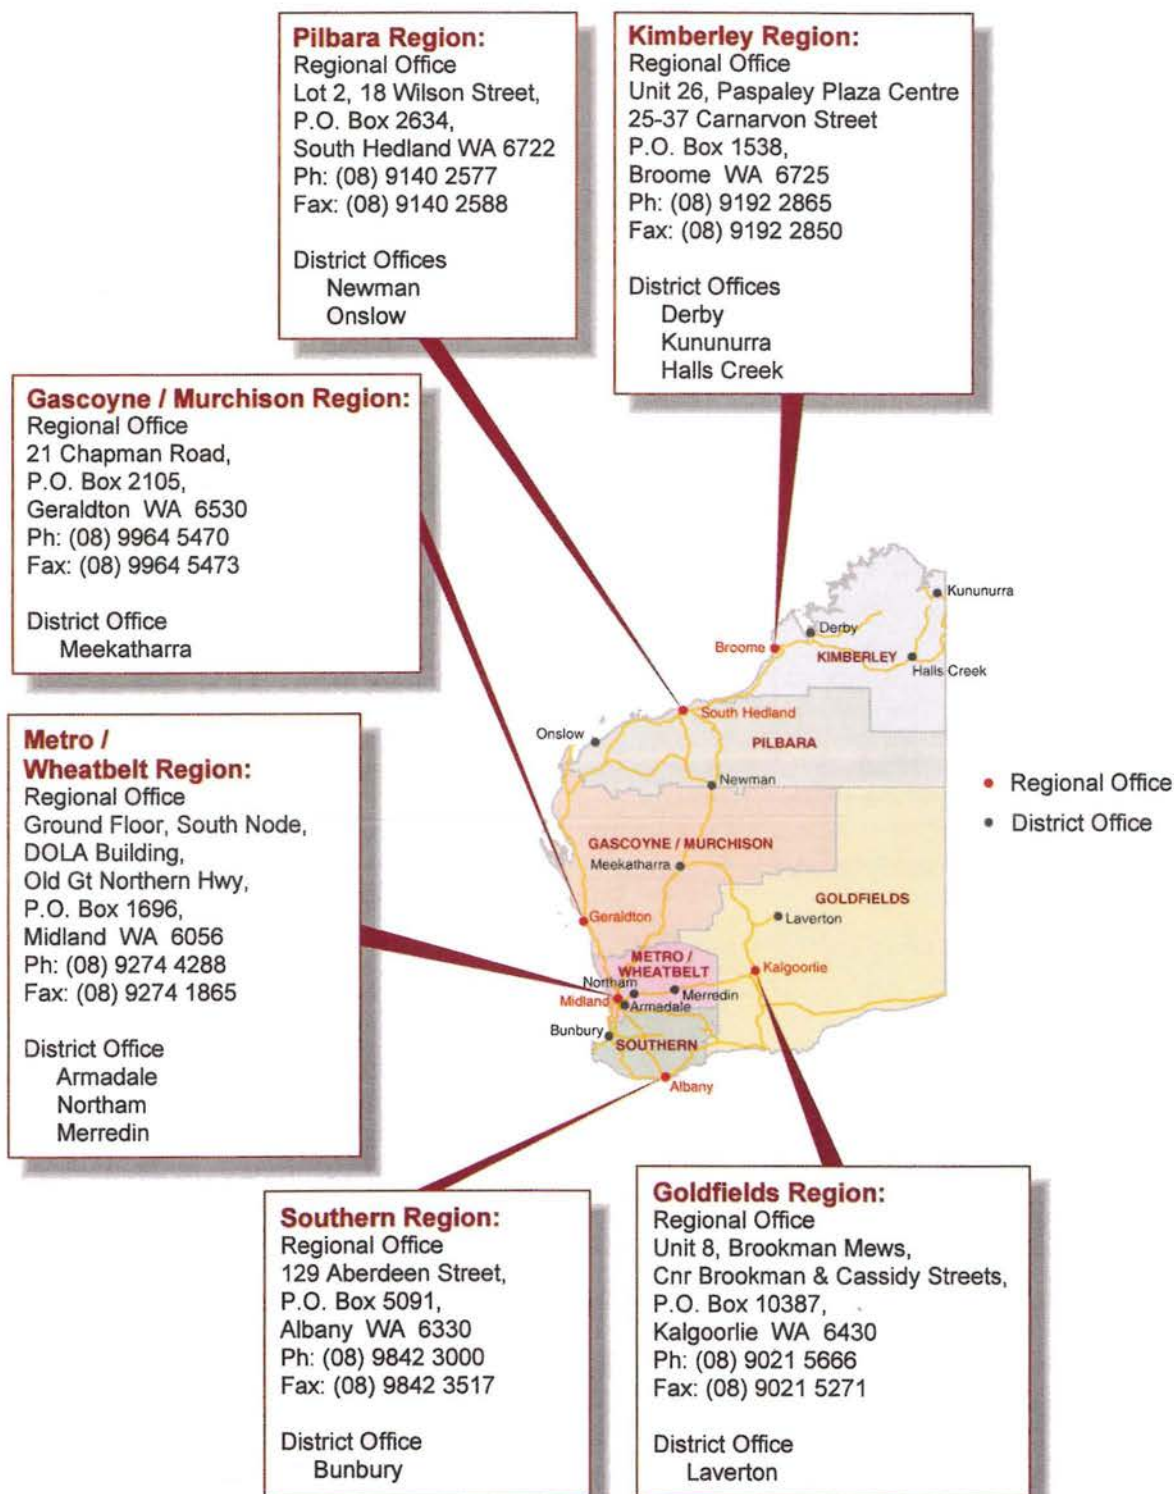 Pilbara Region:
Regional Office
Lot 2, 18 Wilson Street,
P.O. Box 2634,
South Hedland WA 6722
Ph: (08) 9140 2577
Fax: (08) 9140 2588
District Offices
Newman
Onslow
Kimberley Region:
Regional Office
Unit 26, Paspaley Plaza Centre
25-37 Carnarvon Street
P.O. Box 1538,
Broome WA 6725
Ph: (08) 9192 2865
Fax: (08) 9192 2850
District Offices
Derby
Kununurra
Halls Creek
Gascoyne / Murchison Region:
Regional Office
21 Chapman Road,
P.O. Box 2105,
Geraldton WA 6530
Ph: (08) 9964 5470
Fax: (08) 9964 5473
District Office
Meekatharra
Metro /
Wheatbelt Region:
Regional Office
Ground Floor, South Node,
DOLA Building,
Old Gt Northern Hwy,
P.O. Box 1696,
Midland WA 6056
Ph: (08) 9274 4288
Fax: (08) 9274 1865
District Office
Armadale
Northam
Merredin
Kununurra
Derby
Broome
KIMBERLEY
Halls Creek
South Hedland
Onslow
PILBARA
Newman
GASCOYNE / MURCHISON
Meekatharra
GOLDFIELDS
Laverton
Geraldton
METRO /
WHEATBELT
Kalgoorlie
Northam
Merredin
Midland
Armadale
Bunbury
SOUTHERN
Albany
Regional Office
District Office
Southern Region:
Regional Office
129 Aberdeen Street,
P.O. Box 5091,
Albany WA 6330
Ph: (08) 9842 3000
Fax: (08) 9842 3517
District Office
Bunbury
Goldfields Region:
Regional Office
Unit 8, Brookman Mews,
Cnr Brookman & Cassidy Streets,
P.O. Box 10387,
Kalgoorlie WA 6430
Ph: (08) 9021 5666
Fax: (08) 9021 5271
District Office
Laverton